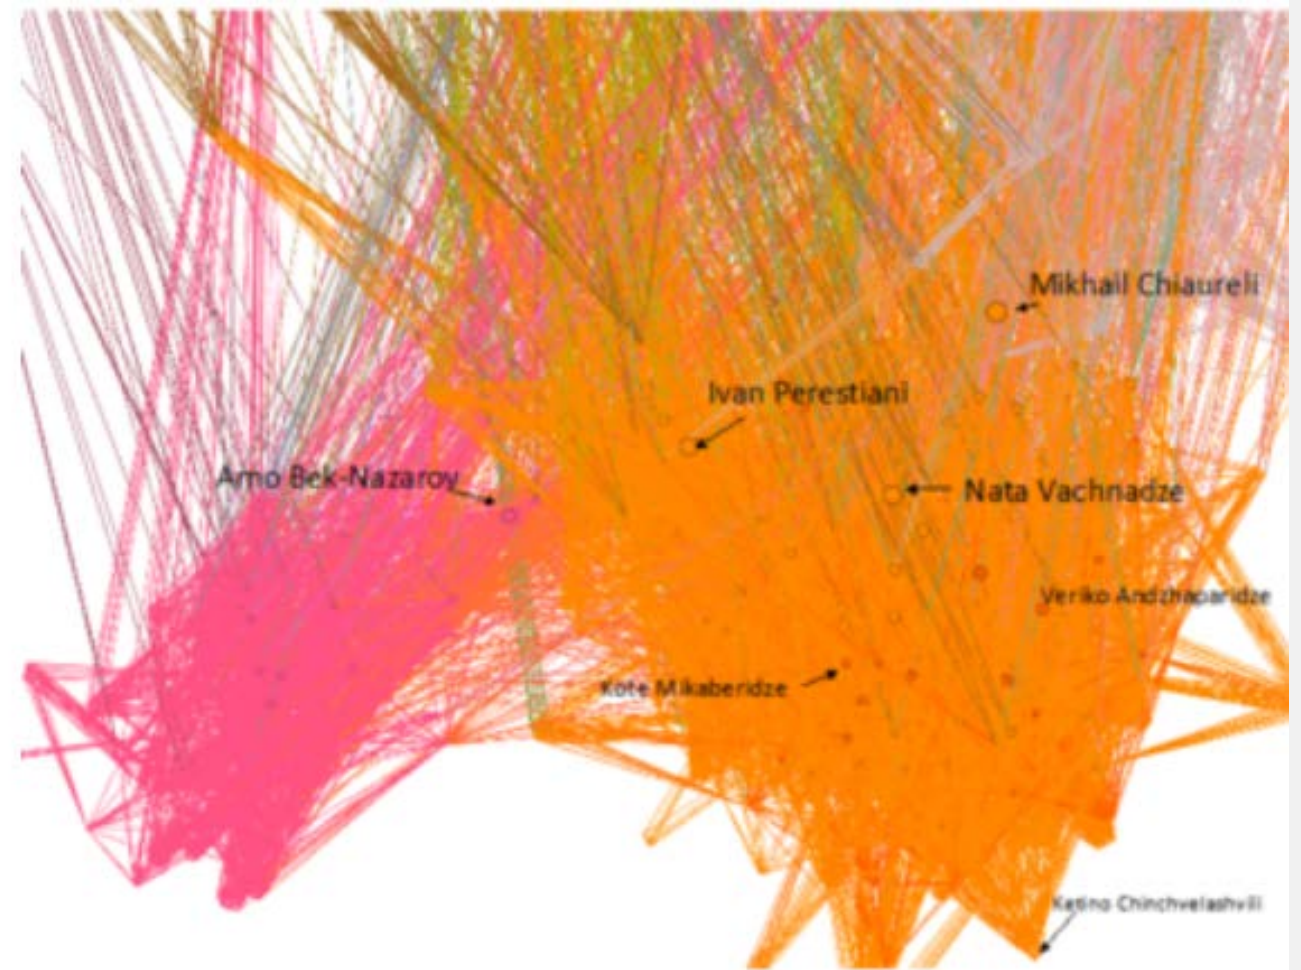 Mikhail Chiaureli
Ivan Perestiani
Amo Bek-Nazarov
Nata Vachnadze
Veriko Andzhaparidze
Kote Mikaberidze
Ketino Chinchvelashvili